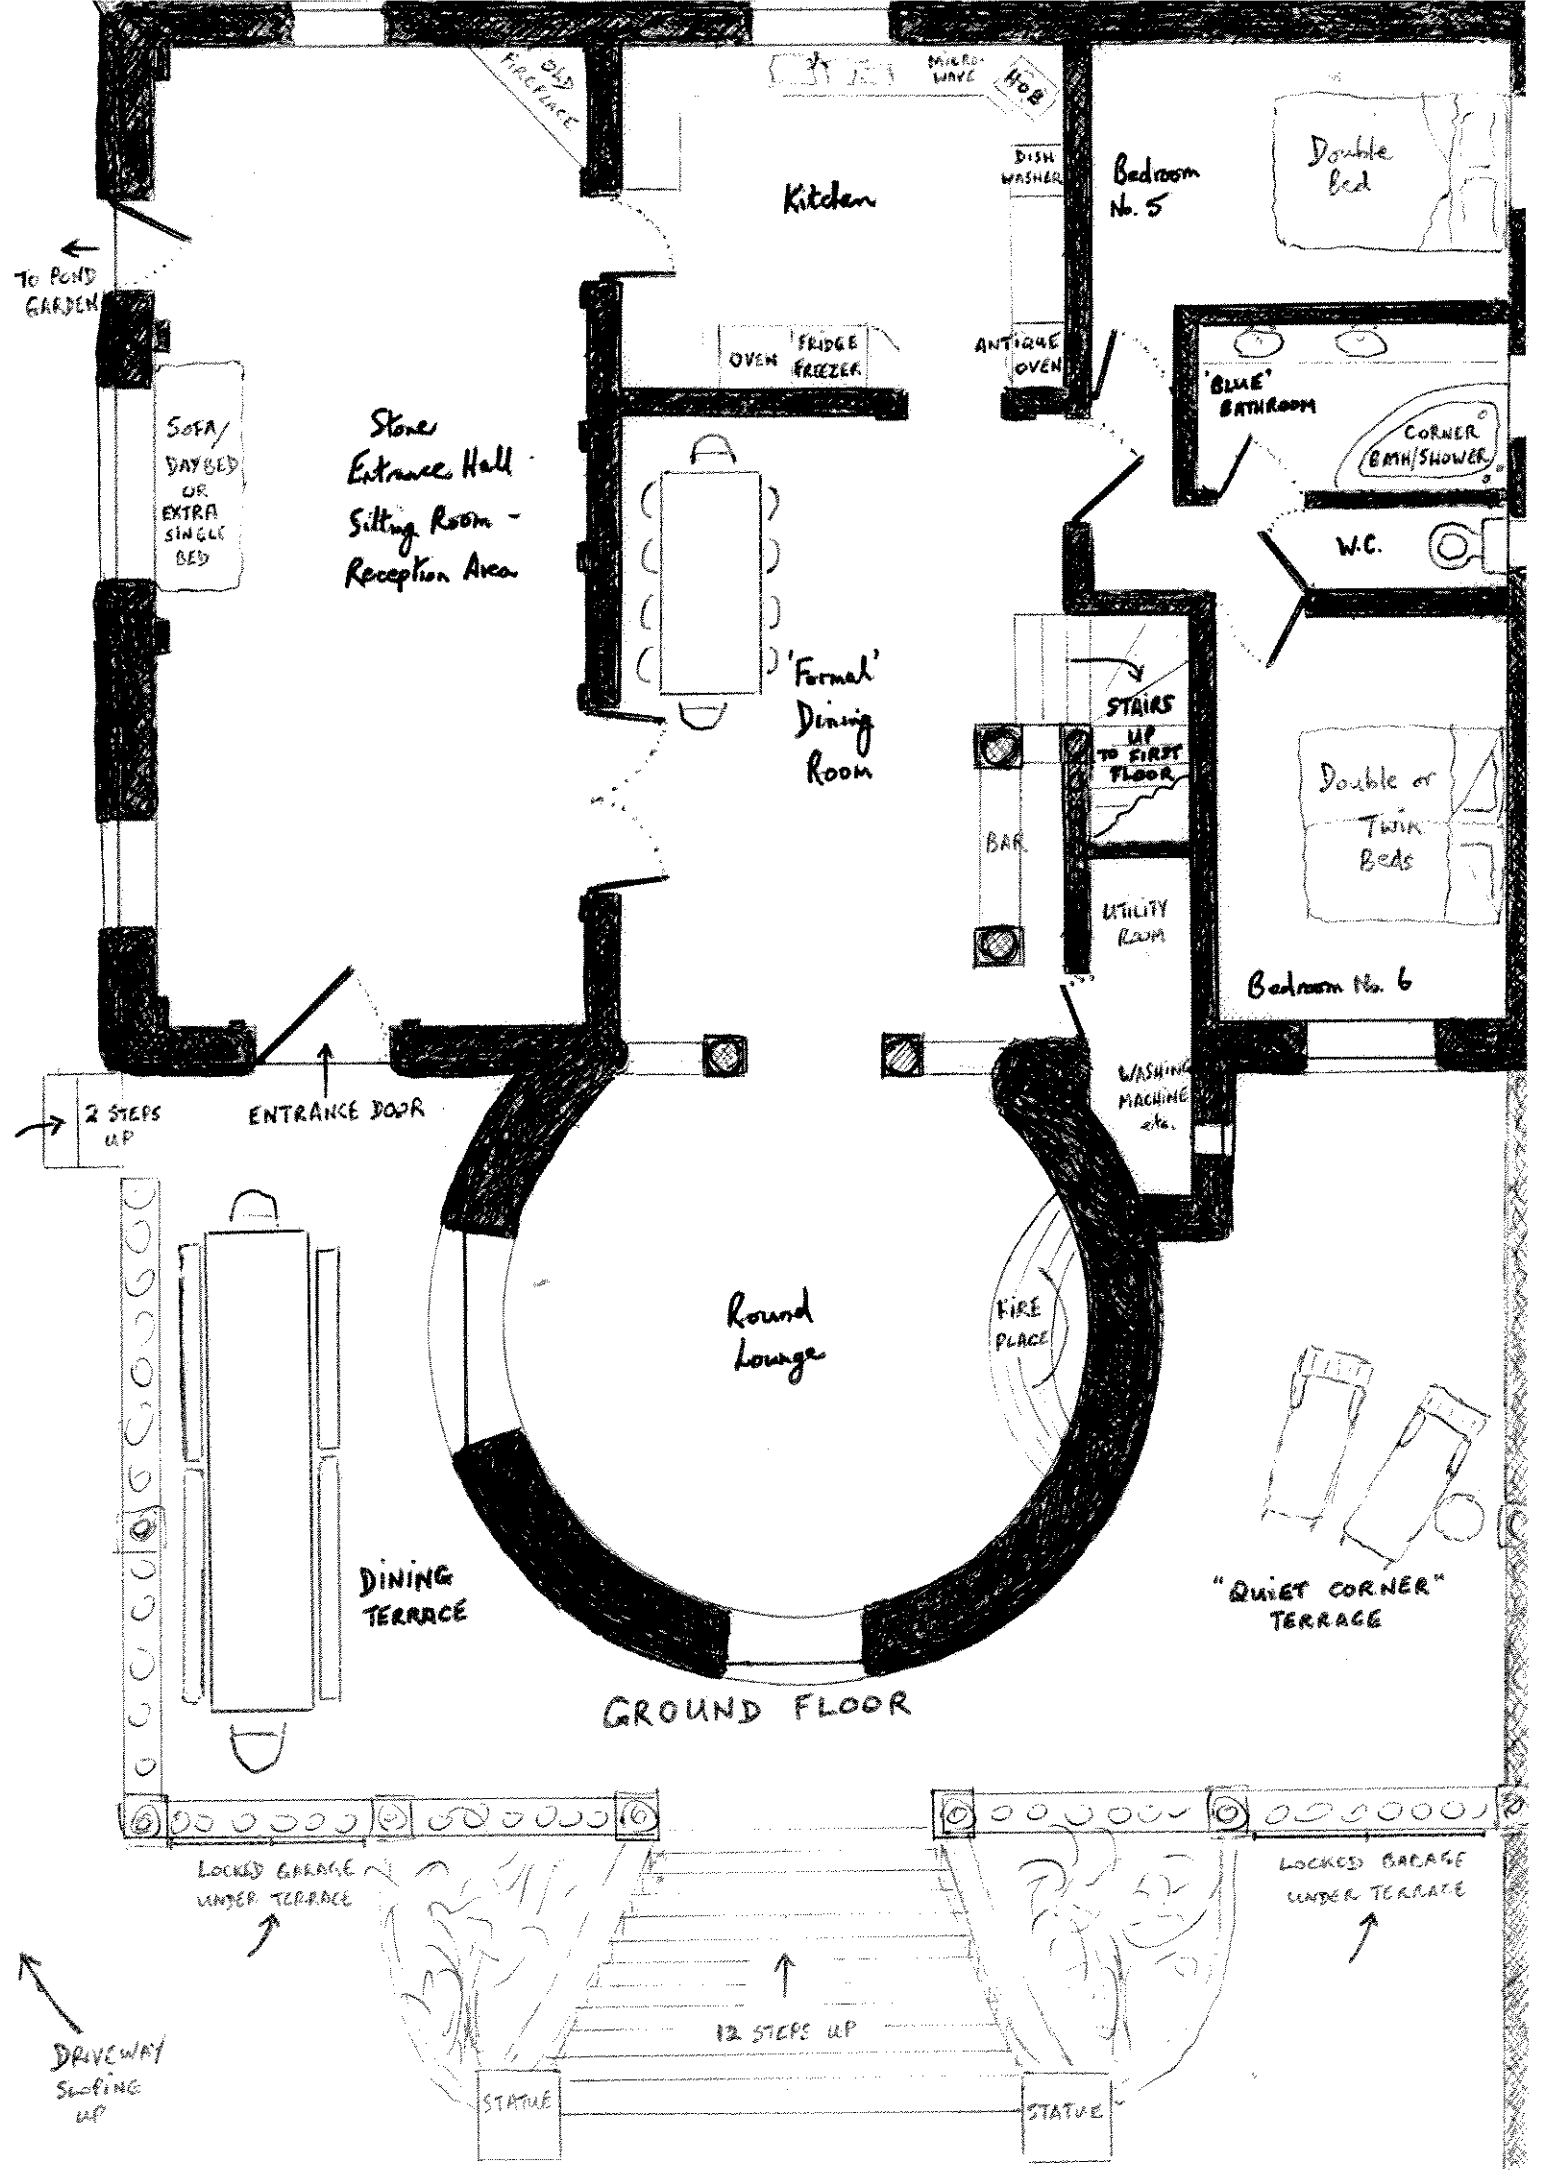 OLD
FIREPLACE
MICRO-
WAVE
HOB
DISH
WASHER
Kitchen
Bedroom
No. 5
Double
Bed
← TO POND
GARDEN
OVEN
FRIDGE
FREEZER
ANTIQUE
OVEN
'BLUE'
BATHROOM
CORNER
BATH/SHOWER
SOFA/
DAYBED
OR
EXTRA
SINGLE
BED
Stone
Entrance Hall
Sitting Room -
Reception Area
W.C.
'Formal'
Dining
Room
STAIRS
UP
TO FIRST
FLOOR
BAR
Double or
Twin
Beds
UTILITY
ROOM
Bedroom No. 6
WASHING
MACHINE
etc.
2 STEPS
UP
ENTRANCE DOOR
Round
Lounge
FIRE
PLACE
DINING
TERRACE
"QUIET CORNER"
TERRACE
GROUND FLOOR
LOCKED GARAGE
UNDER TERRACE
LOCKED GARAGE
UNDER TERRACE
12 STEPS UP
DRIVEWAY
SLOPING
UP
STATUE
STATUE